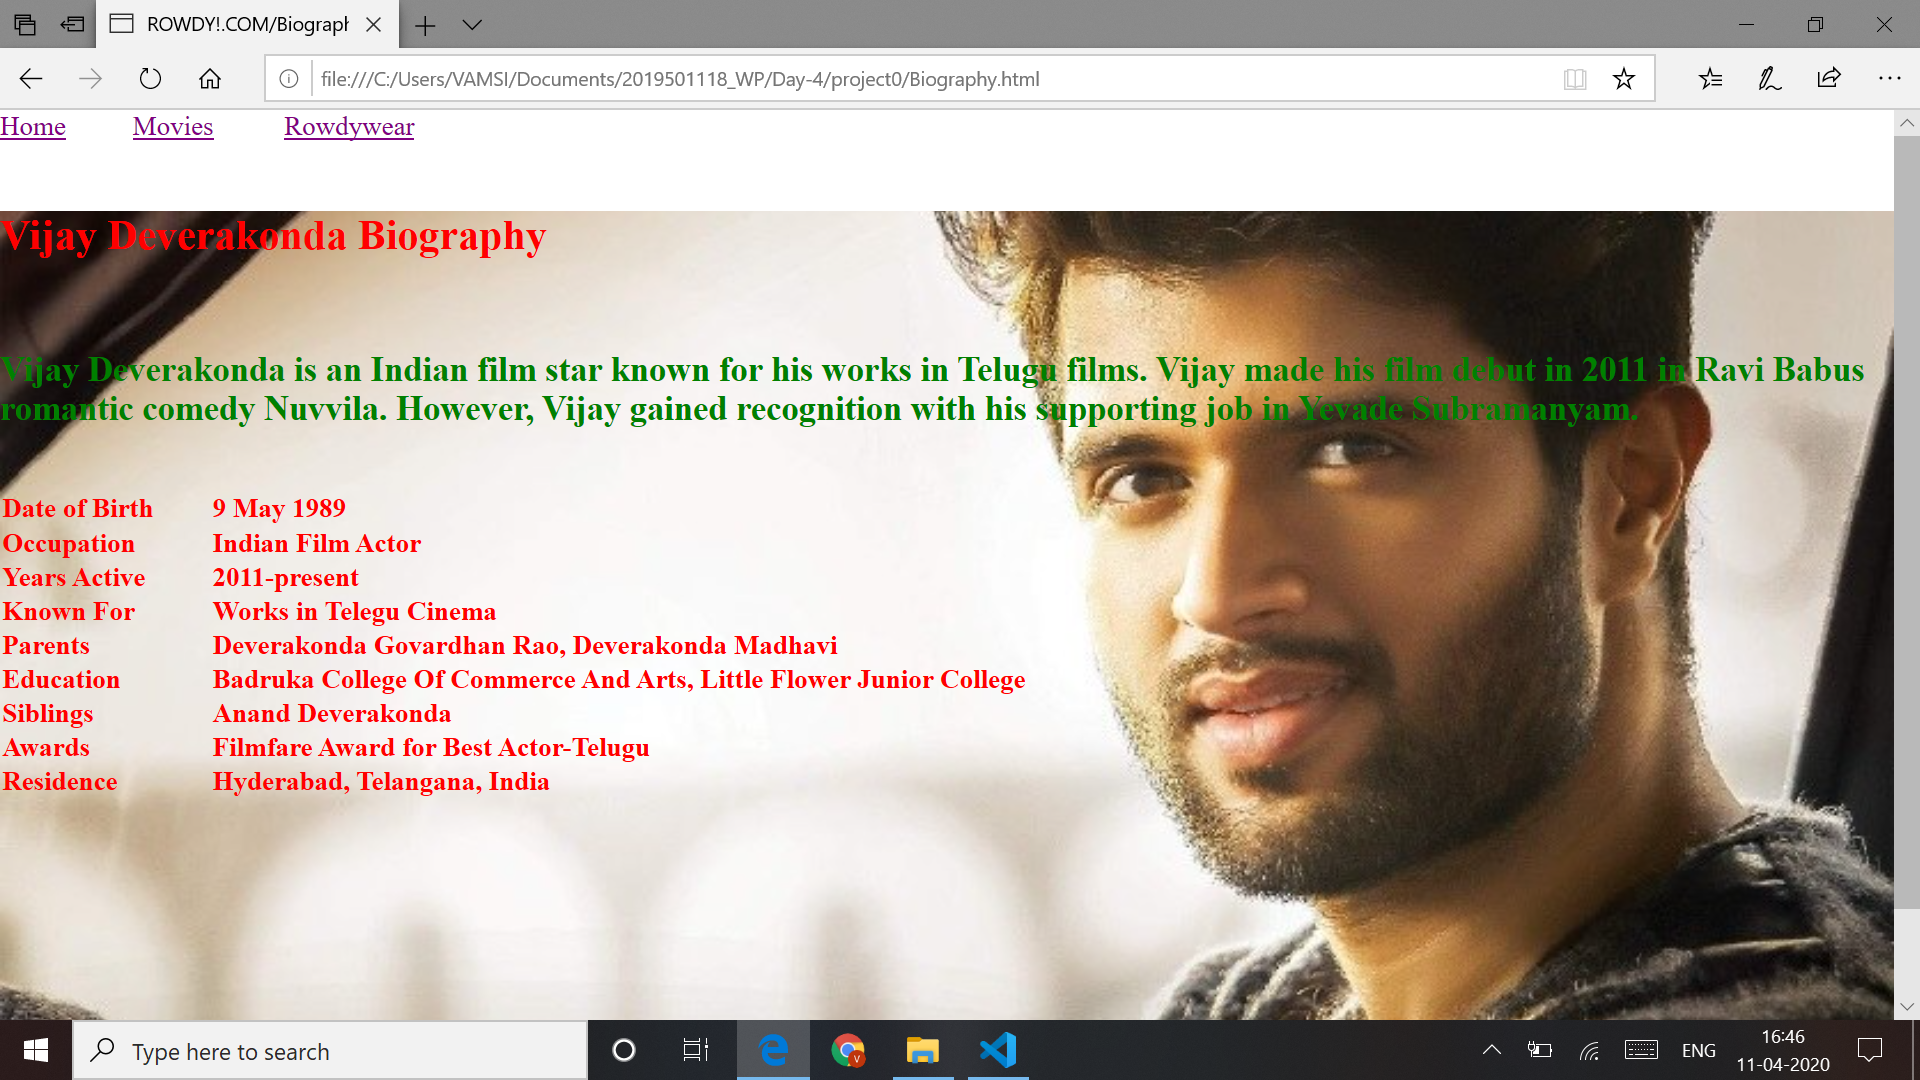 ROWDY!.COM/Biograph
file:///C:/Users/VAMSI/Documents/2019501118_WP/Day-4/project0/Biography.html
Home Movies Rowdywear
Vijay Deverakonda Biography
Vijay Deverakonda is an Indian film star known for his works in Telugu films. Vijay made his film debut in 2011 in Ravi Babus
romantic comedy Nuvvila. However, Vijay gained recognition with his supporting job in Yevade Subramanyam.
Date of Birth 9 May 1989
Occupation Indian Film Actor
Years Active 2011-present
Known For Works in Telegu Cinema
Parents Deverakonda Govardhan Rao, Deverakonda Madhavi
Education Badruka College Of Commerce And Arts, Little Flower Junior College
Siblings Anand Deverakonda
Awards Filmfare Award for Best Actor-Telugu
Residence Hyderabad, Telangana, India
Type here to search
V
ENG
16:46
11-04-2020